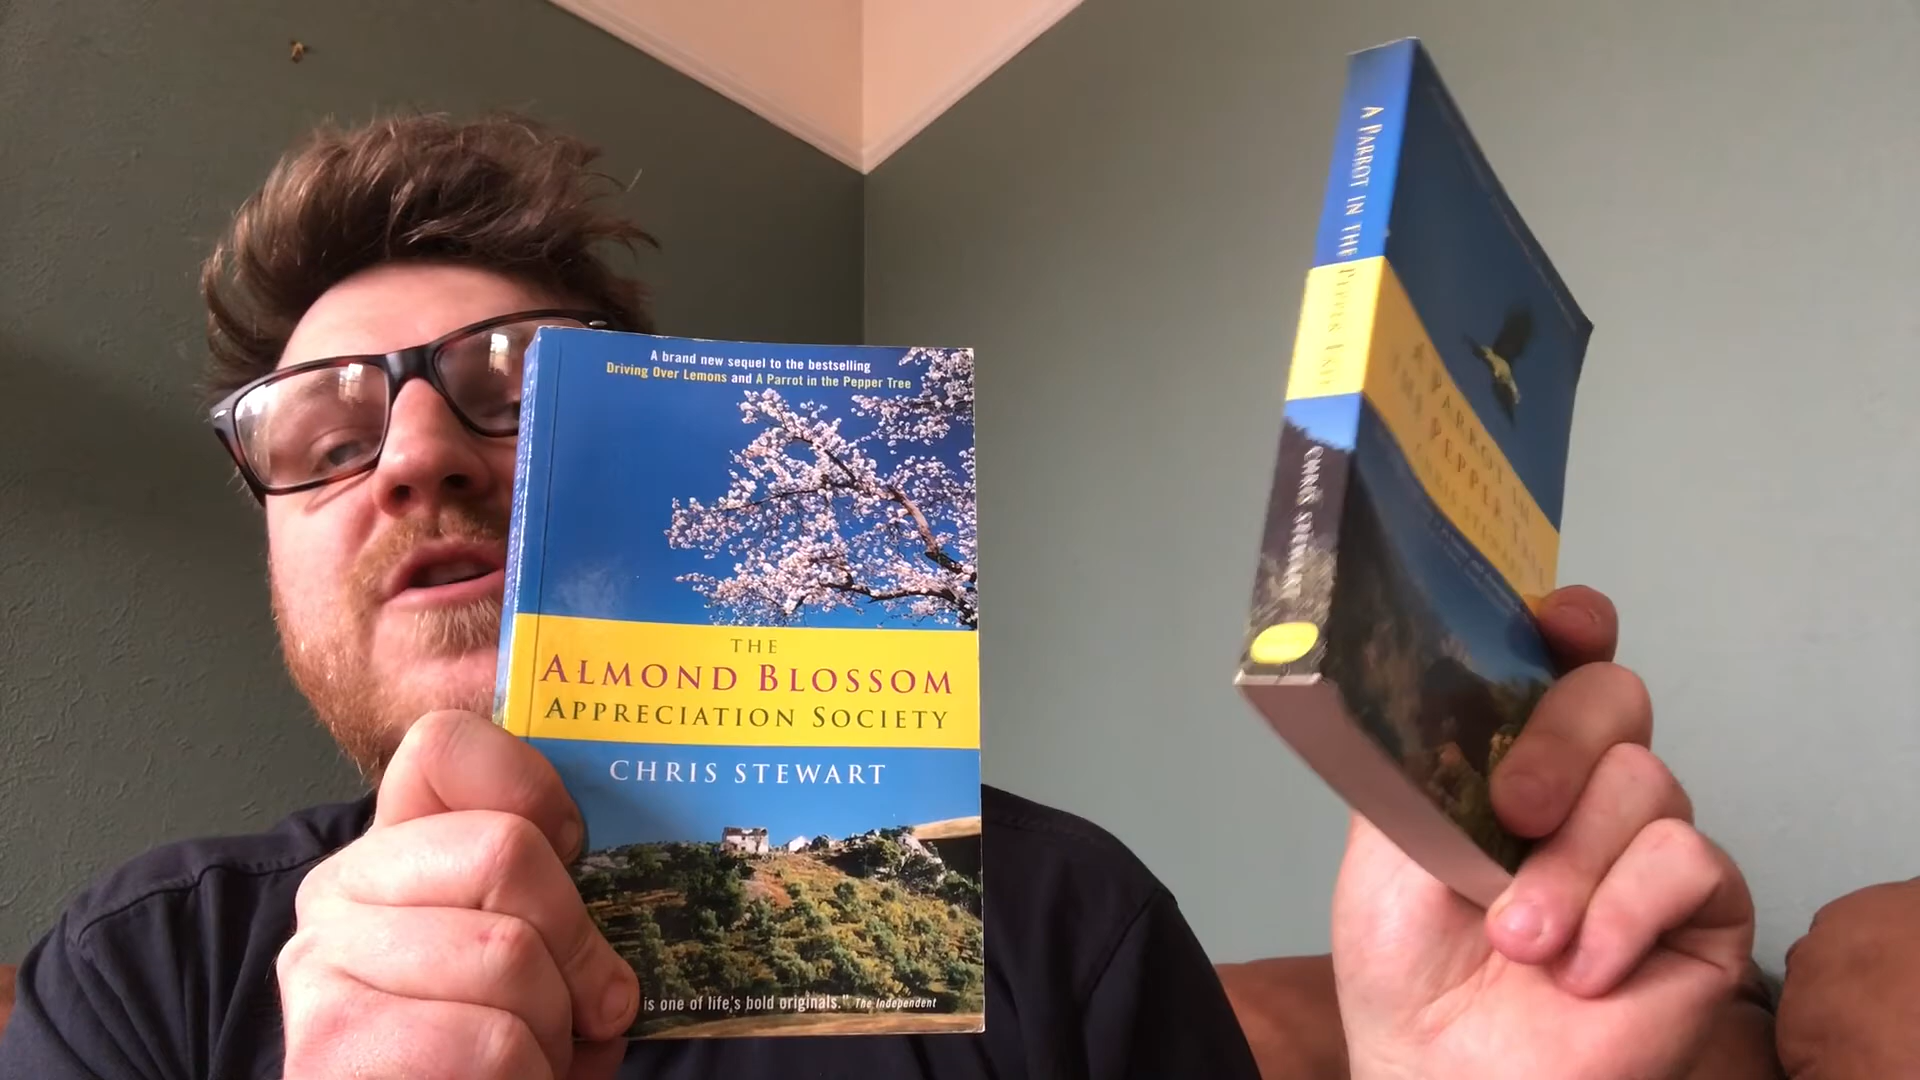 A brand new sequel to the bestselling
Driving Over Lemons and A Parrot in the Pepper Tree
THE
ALMOND BLOSSOM
APPRECIATION SOCIETY
CHRIS STEWART
is one of life's bold originals." The Independent
A PARROT IN THE PEPPER TREE
CHRIS STEWART
A PARROT IN
THE PEPPER TREE
CHRIS STEWART